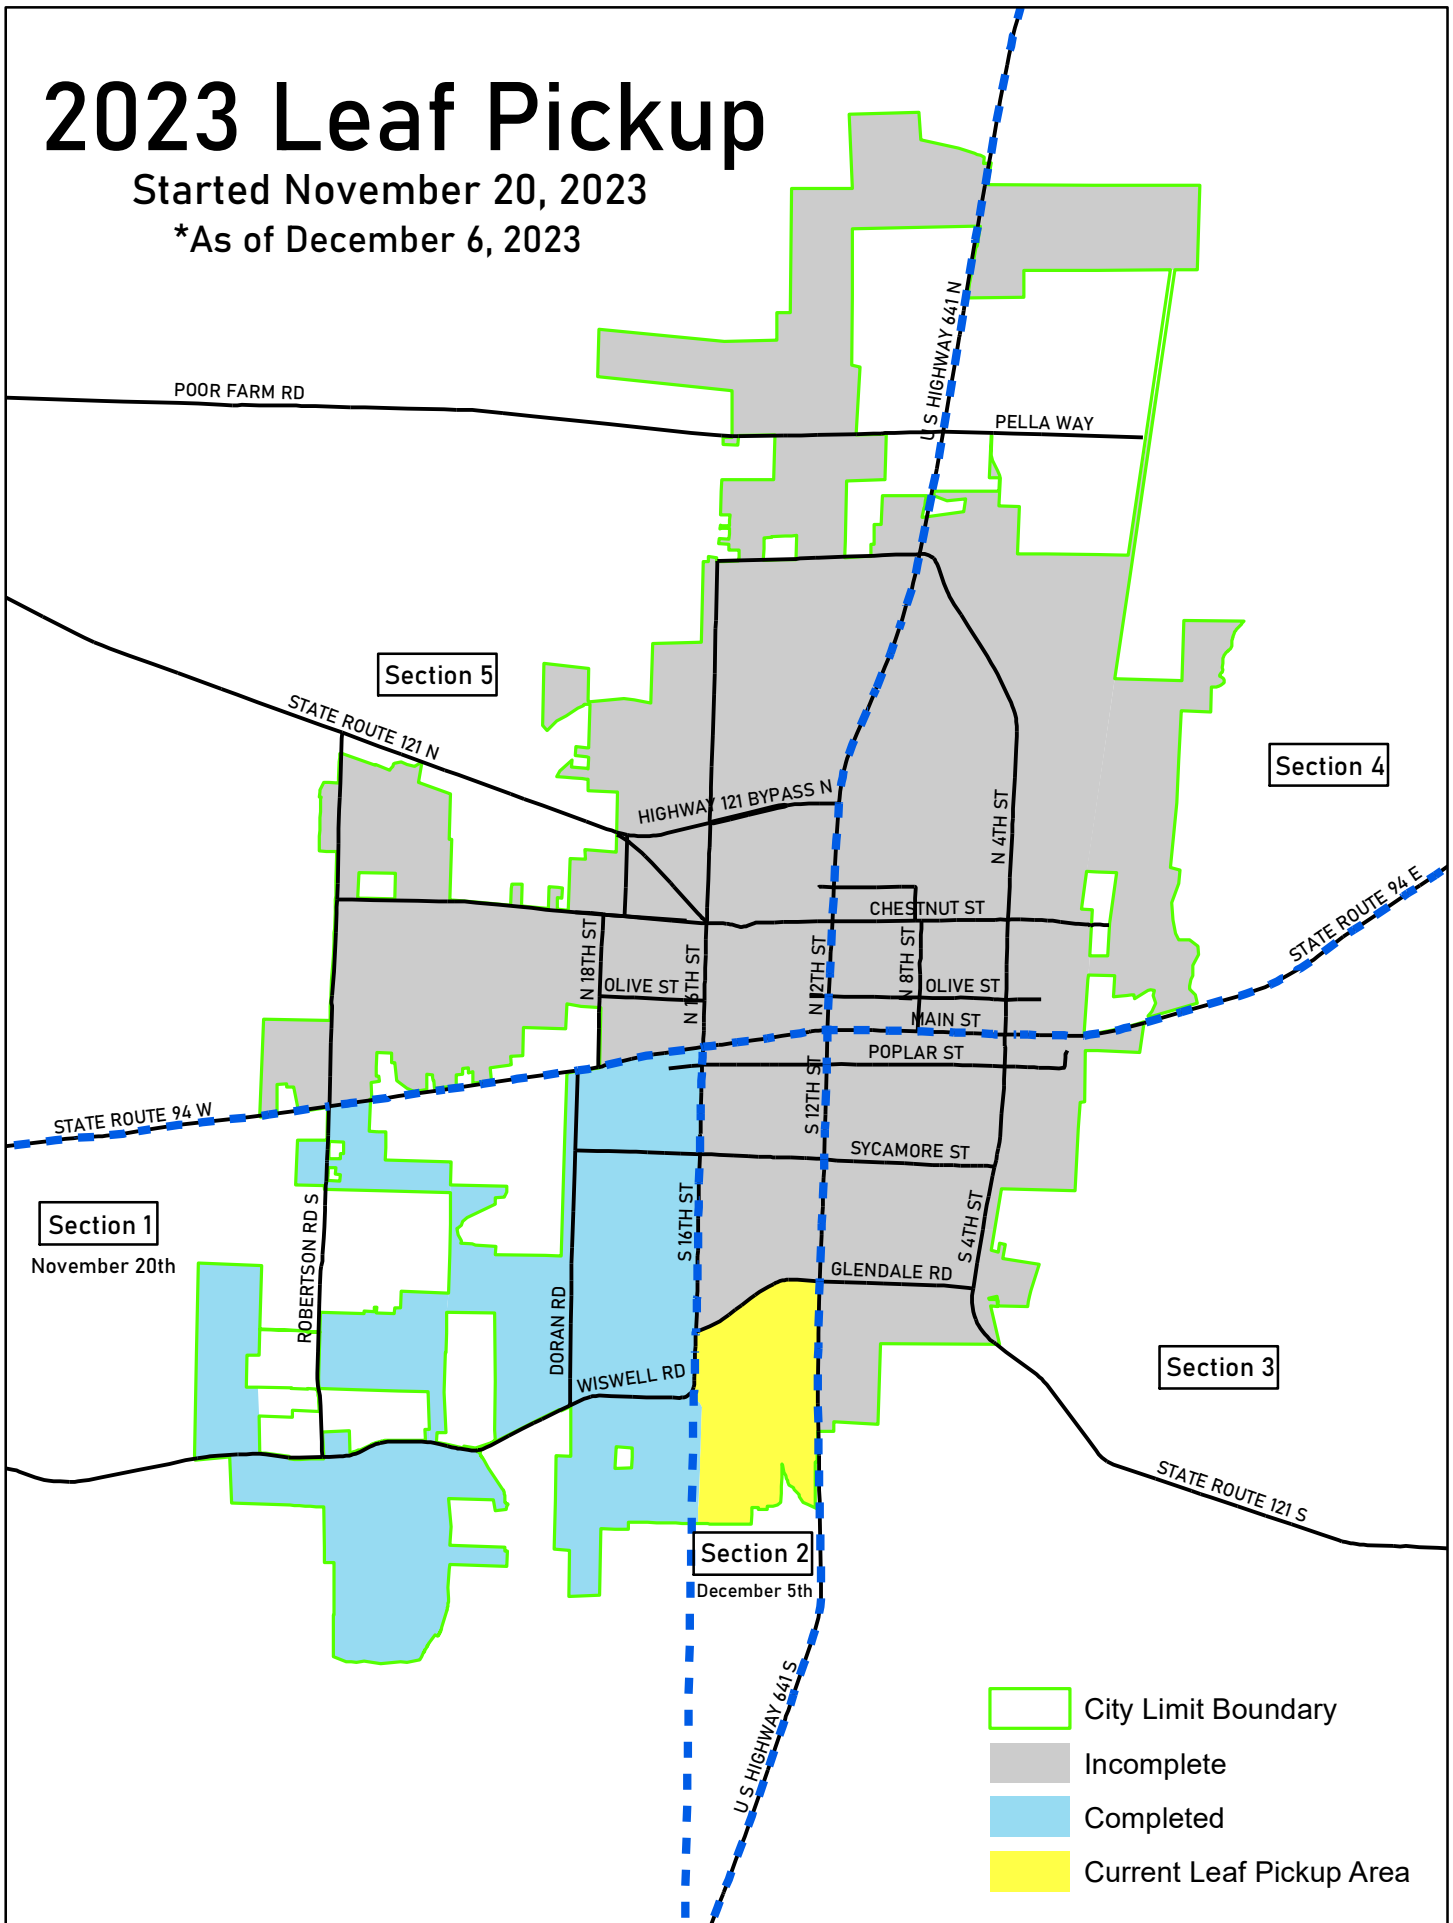 2023 Leaf Pickup
Started November 20, 2023
*As of December 6, 2023
U S HIGHWAY 641 N
POOR FARM RD
PELLA WAY
Section 5
STATE ROUTE 121 N
Section 4
HIGHWAY 121 BYPASS N
N 4TH ST
CHESTNUT ST
STATE ROUTE 94 E
N 18TH ST
N 16TH ST
N 12TH ST
N 8TH ST
OLIVE ST
OLIVE ST
MAIN ST
POPLAR ST
STATE ROUTE 94 W
S 12TH ST
SYCAMORE ST
Section 1
November 20th
ROBERTSON RD S
S 16TH ST
S 4TH ST
GLENDALE RD
DORAN RD
WISWELL RD
Section 3
STATE ROUTE 121 S
Section 2
December 5th
U S HIGHWAY 641 S
City Limit Boundary
Incomplete
Completed
Current Leaf Pickup Area